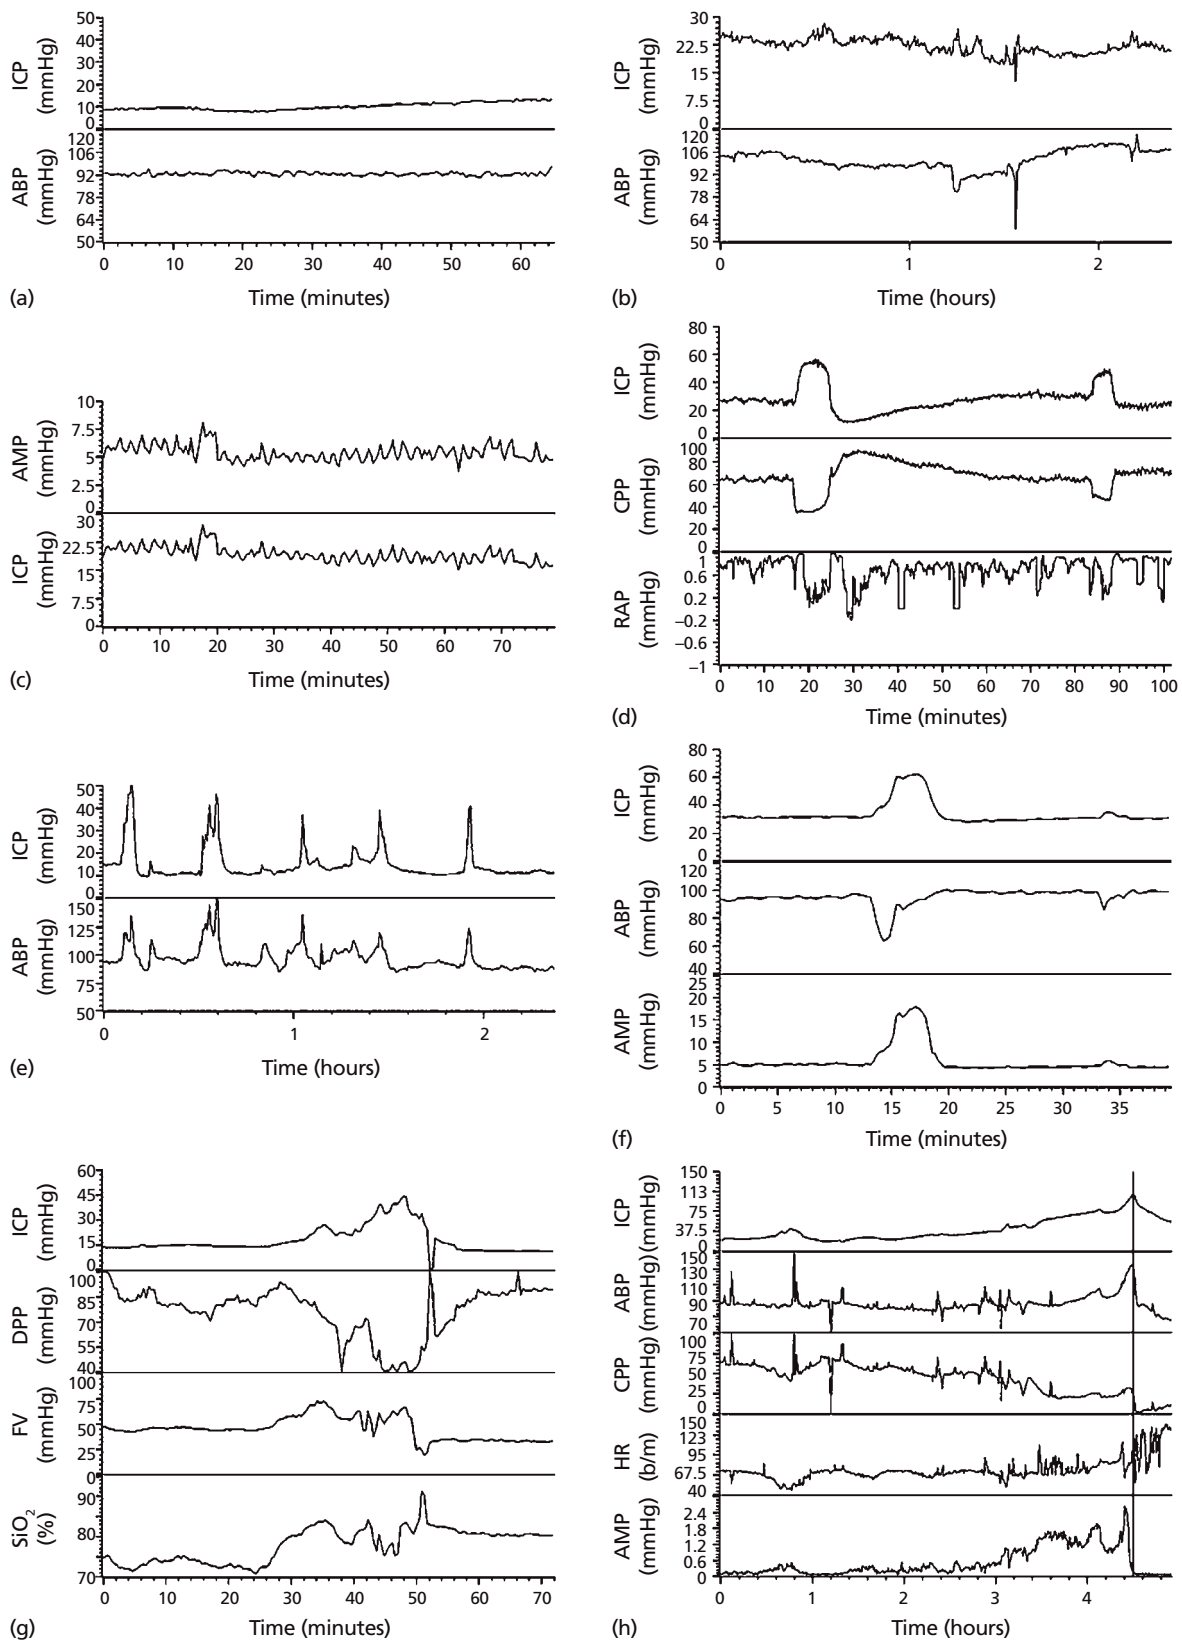 ICP
(mmHg)
50
40
30
20
10
0
ABP
(mmHg)
120
106
92
78
64
50
0 10 20 30 40 50 60
(a) Time (minutes)
ICP
(mmHg)
30
22.5
15
7.5
0
ABP
(mmHg)
120
106
92
78
64
50
0 1 2
(b) Time (hours)
AMP
(mmHg)
10
7.5
5
2.5
0
ICP
(mmHg)
30
22.5
15
7.5
0
0 10 20 30 40 50 60 70
(c) Time (minutes)
ICP
(mmHg)
80
60
40
20
0
CPP
(mmHg)
100
80
60
40
20
0
RAP
(mmHg)
1
0.6
0.2
−0.2
−0.6
−1
0 10 20 30 40 50 60 70 80 90 100
(d) Time (minutes)
ICP
(mmHg)
50
40
30
20
10
0
ABP
(mmHg)
150
125
100
75
50
0 1 2
(e) Time (hours)
ICP
(mmHg)
80
60
40
20
0
ABP
(mmHg)
120
100
80
60
40
AMP
(mmHg)
25
20
15
10
5
0
0 5 10 15 20 25 30 35
(f) Time (minutes)
ICP
(mmHg)
60
45
30
15
0
DPP
(mmHg)
100
85
70
55
40
FV
(mmHg)
100
75
50
25
0
SiO2
(%)
90
80
70
0 10 20 30 40 50 60 70
(g) Time (minutes)
ICP
(mmHg)
150
113
75
37.5
0
ABP
(mmHg)
150
130
110
90
70
CPP
(mmHg)
100
75
50
25
0
HR
(b/m)
150
123
95
67.5
40
AMP
(mmHg)
2.4
1.8
1.2
0.6
0
0 1 2 3 4
(h) Time (hours)